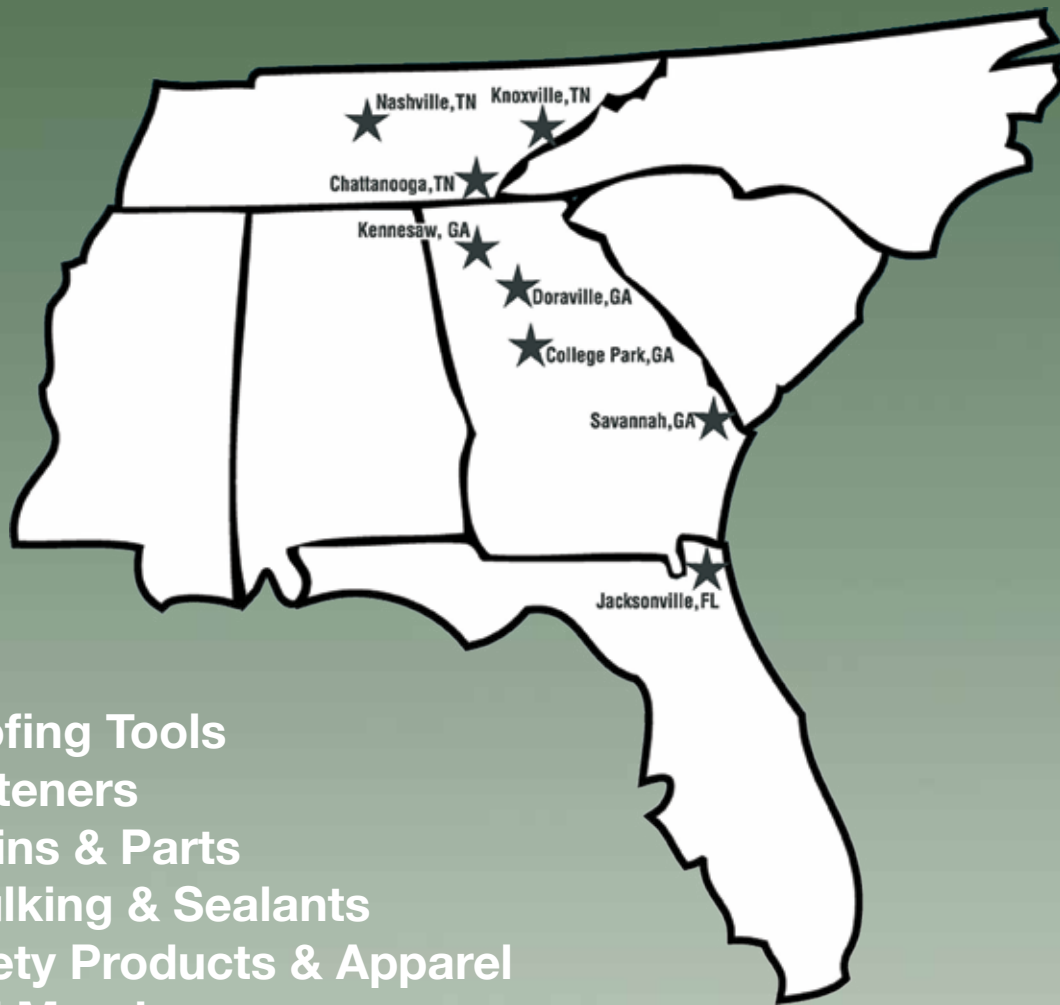 Nashville,TN
Knoxville,TN
Chattanooga,TN
Kennesaw, GA
Doraville,GA
College Park,GA
Savannah,GA
Jacksonville,FL
ofing Tools
teners
ins & Parts
ulking & Sealants
ety Products & Apparel